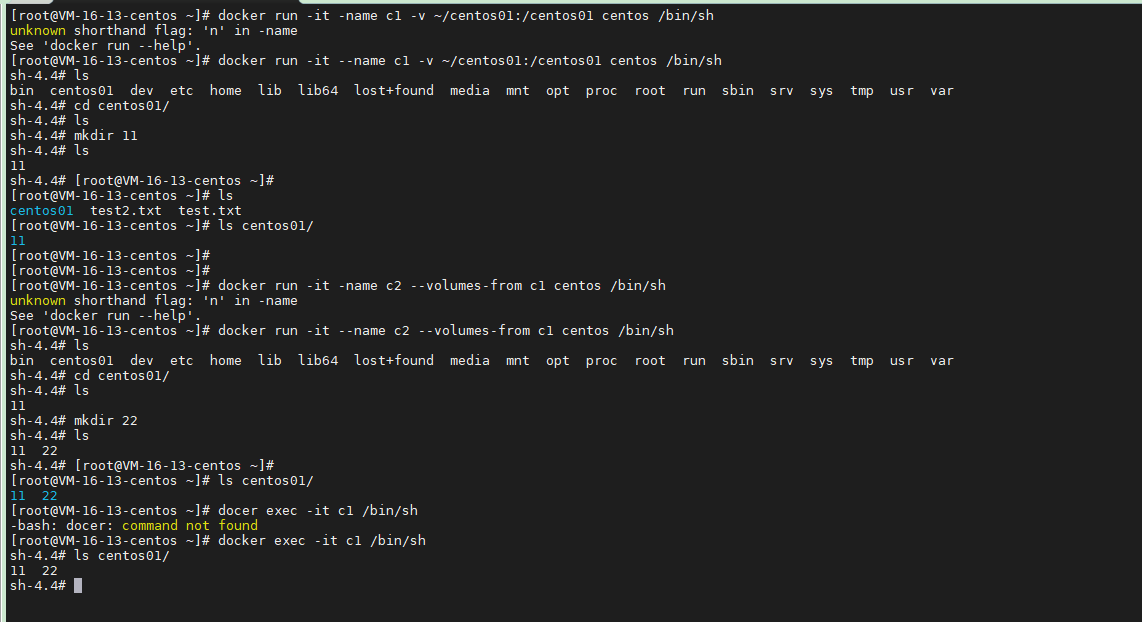 [root@VM-16-13-centos ~]# docker run -it -name c1 -v ~/centos01:/centos01 centos /bin/sh
unknown shorthand flag: 'n' in -name
See 'docker run --help'.
[root@VM-16-13-centos ~]# docker run -it --name c1 -v ~/centos01:/centos01 centos /bin/sh
sh-4.4# ls
bin  centos01  dev  etc  home  lib  lib64  lost+found  media  mnt  opt  proc  root  run  sbin  srv  sys  tmp  usr  var
sh-4.4# cd centos01/
sh-4.4# ls
sh-4.4# mkdir 11
sh-4.4# ls
11
sh-4.4# [root@VM-16-13-centos ~]#
[root@VM-16-13-centos ~]# ls
centos01  test2.txt  test.txt
[root@VM-16-13-centos ~]# ls centos01/
11
[root@VM-16-13-centos ~]#
[root@VM-16-13-centos ~]#
[root@VM-16-13-centos ~]# docker run -it -name c2 --volumes-from c1 centos /bin/sh
unknown shorthand flag: 'n' in -name
See 'docker run --help'.
[root@VM-16-13-centos ~]# docker run -it --name c2 --volumes-from c1 centos /bin/sh
sh-4.4# ls
bin  centos01  dev  etc  home  lib  lib64  lost+found  media  mnt  opt  proc  root  run  sbin  srv  sys  tmp  usr  var
sh-4.4# cd centos01/
sh-4.4# ls
11
sh-4.4# mkdir 22
sh-4.4# ls
11  22
sh-4.4# [root@VM-16-13-centos ~]#
[root@VM-16-13-centos ~]# ls centos01/
11  22
[root@VM-16-13-centos ~]# docer exec -it c1 /bin/sh
-bash: docer: command not found
[root@VM-16-13-centos ~]# docker exec -it c1 /bin/sh
sh-4.4# ls centos01/
11  22
sh-4.4#